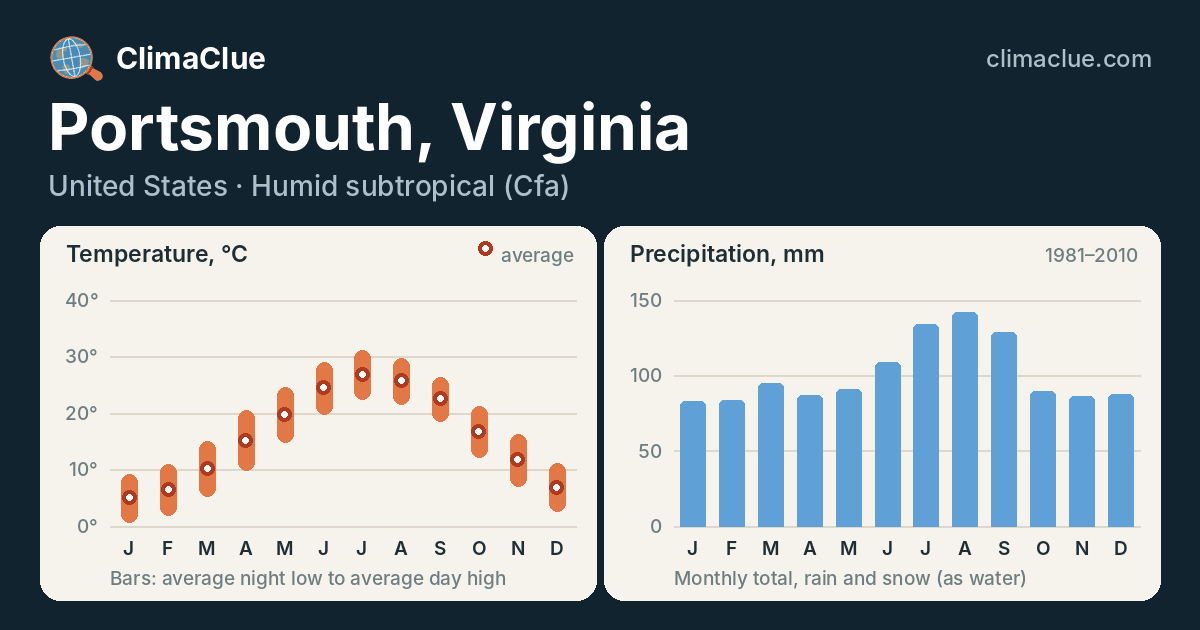 ClimaClue
climaclue.com
Portsmouth, Virginia
United States · Humid subtropical (Cfa)
Temperature, °C
average
40°
30°
20°
10°
0°
J F M A M J J A S O N D
Bars: average night low to average day high
Precipitation, mm
1981–2010
150
100
50
0
J F M A M J J A S O N D
Monthly total, rain and snow (as water)